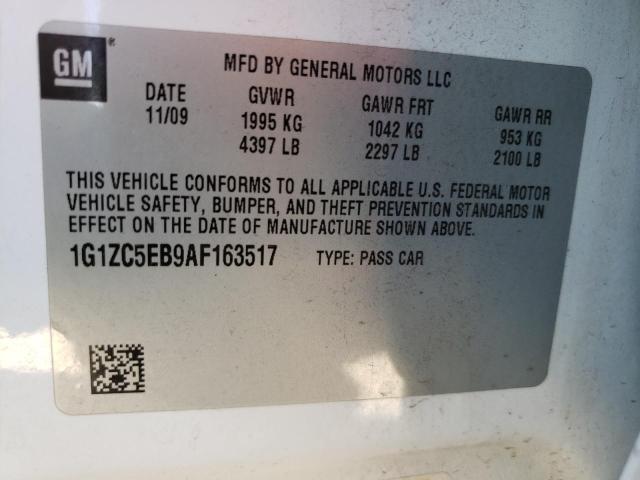 GM®
MFD BY GENERAL MOTORS LLC
DATE GVWR GAWR FRT GAWR RR
11/09 1995 KG 1042 KG 953 KG
4397 LB 2297 LB 2100 LB
THIS VEHICLE CONFORMS TO ALL APPLICABLE U.S. FEDERAL MOTOR
VEHICLE SAFETY, BUMPER, AND THEFT PREVENTION STANDARDS IN
EFFECT ON THE DATE OF MANUFACTURE SHOWN ABOVE.
1G1ZC5EB9AF163517 TYPE: PASS CAR